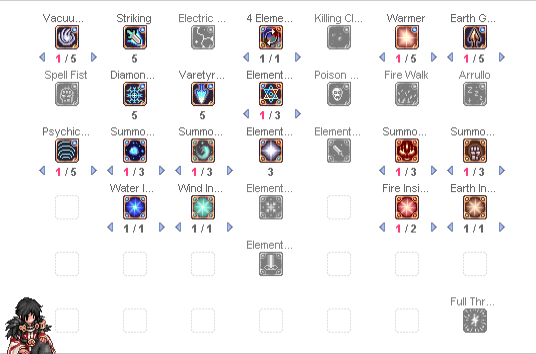 Vacuu... Striking Electric ... 4 Eleme... Killing Cl... Warmer Earth G...
1 / 5 5 1 / 1 1 / 5 1 / 5
Spell Fist Diamon... Varetyr... Element... Poison ... Fire Walk Arrullo
5 5 1 / 3
Psychic... Summo... Summo... Element... Element... Summo... Summo...
1 / 5 1 / 3 1 / 3 3 1 / 3 1 / 3
Water I... Wind In... Element... Fire Insi... Earth In...
1 / 1 1 / 1 1 / 2 1 / 1
Element...
Full Thr...